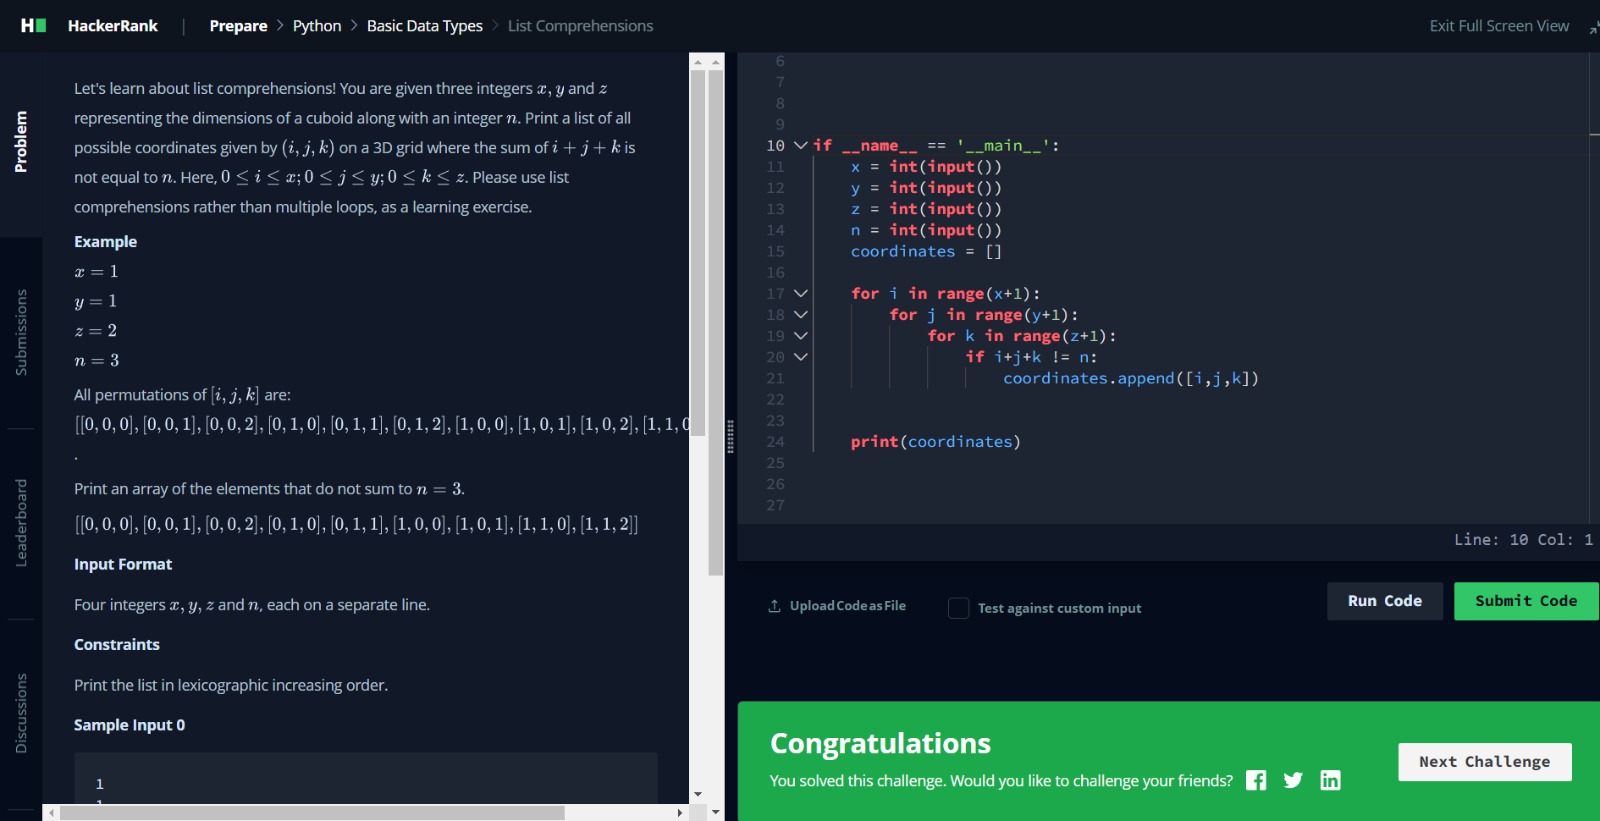 H HackerRank | Prepare > Python > Basic Data Types > List Comprehensions
Exit Full Screen View
Problem
Submissions
Leaderboard
Discussions
Let's learn about list comprehensions! You are given three integers x, y and z
representing the dimensions of a cuboid along with an integer n. Print a list of all
possible coordinates given by (i, j, k) on a 3D grid where the sum of i + j + k is
not equal to n. Here, 0 ≤ i ≤ x; 0 ≤ j ≤ y; 0 ≤ k ≤ z. Please use list
comprehensions rather than multiple loops, as a learning exercise.
Example
x = 1
y = 1
z = 2
n = 3
All permutations of [i, j, k] are:
[[0, 0, 0], [0, 0, 1], [0, 0, 2], [0, 1, 0], [0, 1, 1], [0, 1, 2], [1, 0, 0], [1, 0, 1], [1, 0, 2], [1, 1, 0
.
Print an array of the elements that do not sum to n = 3.
[[0, 0, 0], [0, 0, 1], [0, 0, 2], [0, 1, 0], [0, 1, 1], [1, 0, 0], [1, 0, 1], [1, 1, 0], [1, 1, 2]]
Input Format
Four integers x, y, z and n, each on a separate line.
Constraints
Print the list in lexicographic increasing order.
Sample Input 0
1
1
6
7
8
9
10 if __name__ == '__main__':
11 x = int(input())
12 y = int(input())
13 z = int(input())
14 n = int(input())
15 coordinates = []
16
17 for i in range(x+1):
18 for j in range(y+1):
19 for k in range(z+1):
20 if i+j+k != n:
21 coordinates.append([i,j,k])
22
23
24 print(coordinates)
25
26
27
Line: 10 Col: 1
Upload Code as File
Test against custom input
Run Code
Submit Code
Congratulations
You solved this challenge. Would you like to challenge your friends?
Next Challenge